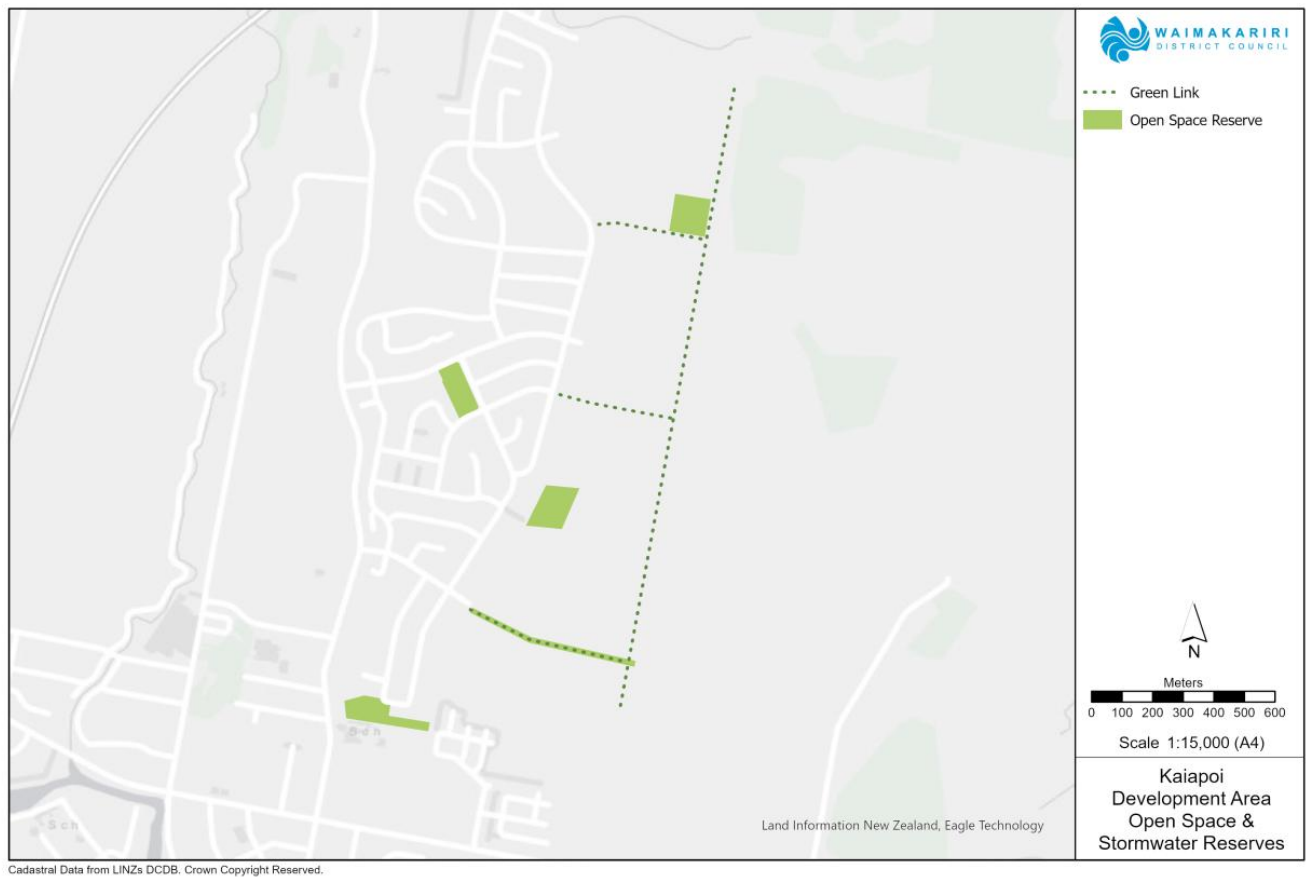 WAIMAKARIRI
DISTRICT COUNCIL
Green Link
Open Space Reserve
Sch
Sch
N
Meters
0 100 200 300 400 500 600
Scale 1:15,000 (A4)
Kaiapoi
Development Area
Open Space &
Stormwater Reserves
Land Information New Zealand, Eagle Technology
Cadastral Data from LINZs DCDB. Crown Copyright Reserved.